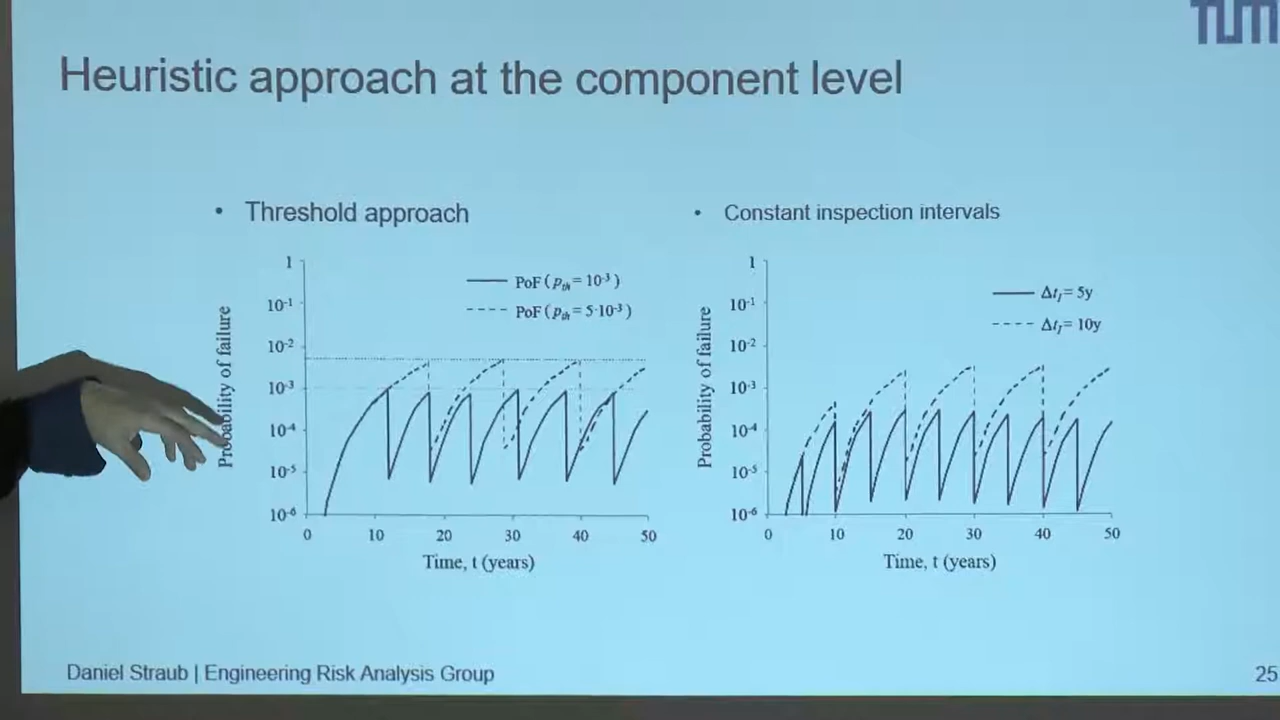 TUM
Heuristic approach at the component level
• Threshold approach
• Constant inspection intervals
Probability of failure
1
10⁻¹
10⁻²
10⁻³
10⁻⁴
10⁻⁵
10⁻⁶
0 10 20 30 40 50
Time, t (years)
PoF (pₜₕ = 10⁻³)
PoF (pₜₕ = 5·10⁻³)
Probability of failure
1
10⁻¹
10⁻²
10⁻³
10⁻⁴
10⁻⁵
10⁻⁶
0 10 20 30 40 50
Time, t (years)
Δt_I = 5y
Δt_I = 10y
Daniel Straub | Engineering Risk Analysis Group
25